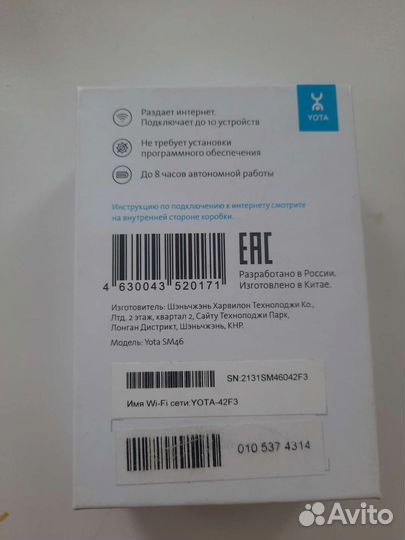 Раздает интернет.
Подключает до 10 устройств
YOTA
Не требует установки
программного обеспечения
До 8 часов автономной работы
Инструкцию по подключению к интернету смотрите
на внутренней стороне коробки.
4 630043 520171
EAC
Разработано в России.
Изготовлено в Китае.
Изготовитель: Шэньчжэнь Харвилон Технолоджи Ко.,
Лтд. 2 этаж, квартал 2, Сайту Технолоджи Парк,
Лонган Дистрикт, Шэньчжэнь, КНР.
Модель: Yota SM46
SN:2131SM46042F3
Имя Wi-Fi сети:YOTA-42F3
010 537 4314
Avito